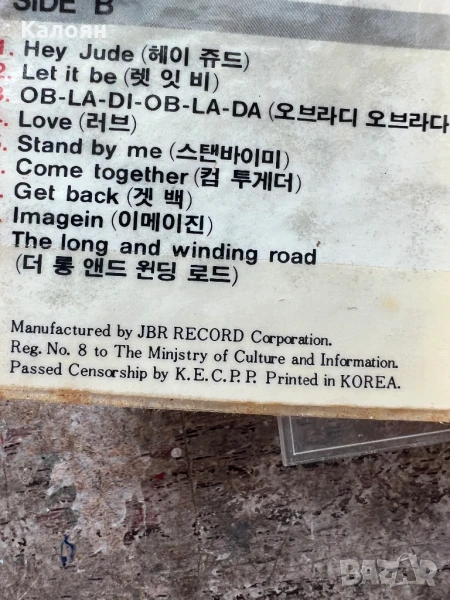 SIDE B
Калоян
1. Hey Jude (헤이 쥬드)
2. Let it be (렛 잇 비)
3. OB-LA-DI-OB-LA-DA (오브라디 오브라다
Love (러브)
Stand by me (스탠바이미)
Come together (컴 투게더)
Get back (겟 백)
Imagein (이메이진)
The long and winding road
(더 롱 앤드 윈딩 로드)
Manufactured by JBR RECORD Corporation.
Reg. No. 8 to The Minjstry of Culture and Information.
Passed Censorship by K.E.C.P.P. Printed in KOREA.
BAZAR